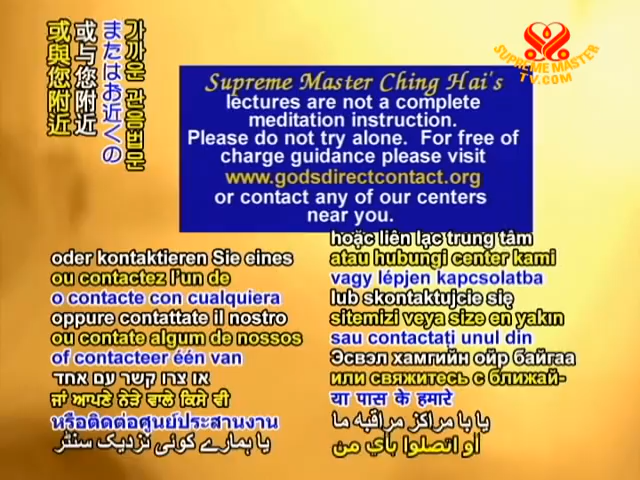 SUPREME MASTER
TV.COM
或與您附近
或与您附近
またはお近くの
가까운 관음법문
Supreme Master Ching Hai's
lectures are not a complete
meditation instruction.
Please do not try alone. For free of
charge guidance please visit
www.godsdirectcontact.org
or contact any of our centers
near you.
oder kontaktieren Sie eines
ou contactez l'un de
o contacte con cualquiera
oppure contattate il nostro
ou contate algum de nossos
of contacteer één van
או צרו קשר עם אחד
ਜਾਂ ਆਪਣੇ ਨੇੜੇ ਵਾਲੇ ਕਿਸੇ ਵੀ
หรือติดต่อศูนย์ประสานงาน
یا ہمارے کوئی نزدیک سنٹر
hoặc liên lạc trung tâm
atau hubungi center kami
vagy lépjen kapcsolatba
lub skontaktujcie się
sitemizi veya size en yakın
sau contactați unul din
Эсвэл хамгийн ойр байгаа
или свяжитесь с ближай-
या पास के हमारे
یا با مراکز مراقبه ما
او اتصلوا بأي من